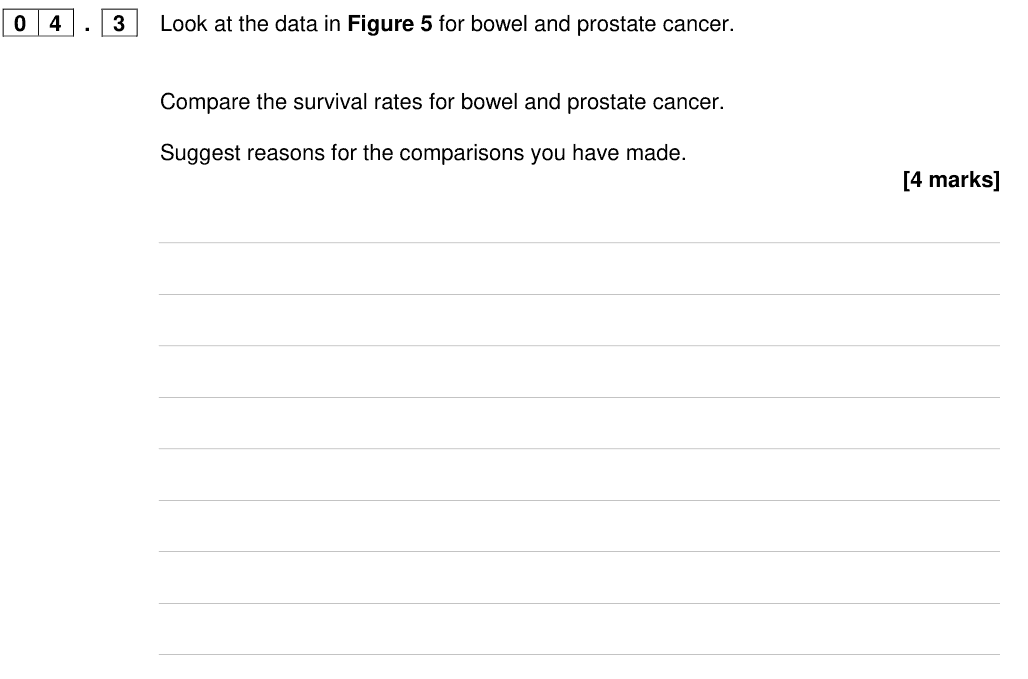 0 4 . 3 Look at the data in Figure 5 for bowel and prostate cancer.
Compare the survival rates for bowel and prostate cancer.
Suggest reasons for the comparisons you have made.
[4 marks]